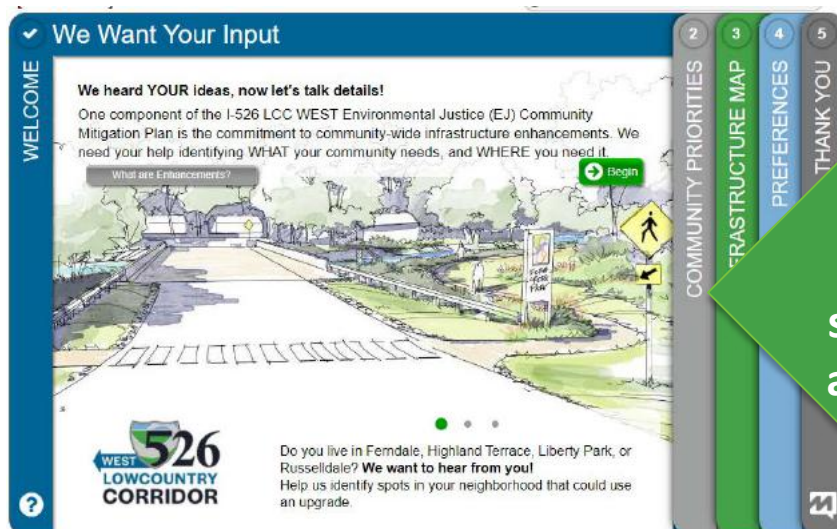 We Want Your Input
WELCOME
We heard YOUR ideas, now let's talk details!
One component of the I-526 LCC WEST Environmental Justice (EJ) Community
Mitigation Plan is the commitment to community-wide infrastructure enhancements. We
need your help identifying WHAT your community needs, and WHERE you need it.
What are Enhancements?
Begin
WEST 526
LOWCOUNTRY
CORRIDOR
Do you live in Ferndale, Highland Terrace, Liberty Park, or
Russelldale? We want to hear from you!
Help us identify spots in your neighborhood that could use
an upgrade.
?
2
COMMUNITY PRIORITIES
3
FRASTRUCTURE MAP
4
PREFERENCES
5
THANK YOU